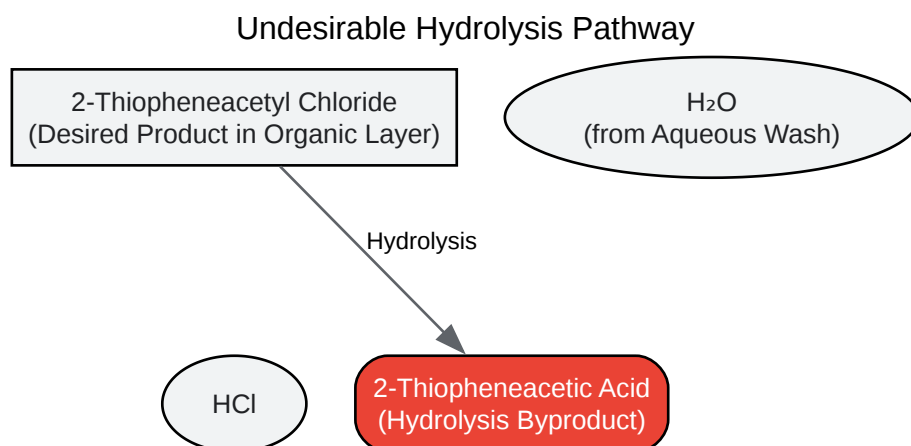 Undesirable Hydrolysis Pathway
2-Thiopheneacetyl Chloride
(Desired Product in Organic Layer)
H₂O
(from Aqueous Wash)
Hydrolysis
HCl
2-Thiopheneacetic Acid
(Hydrolysis Byproduct)